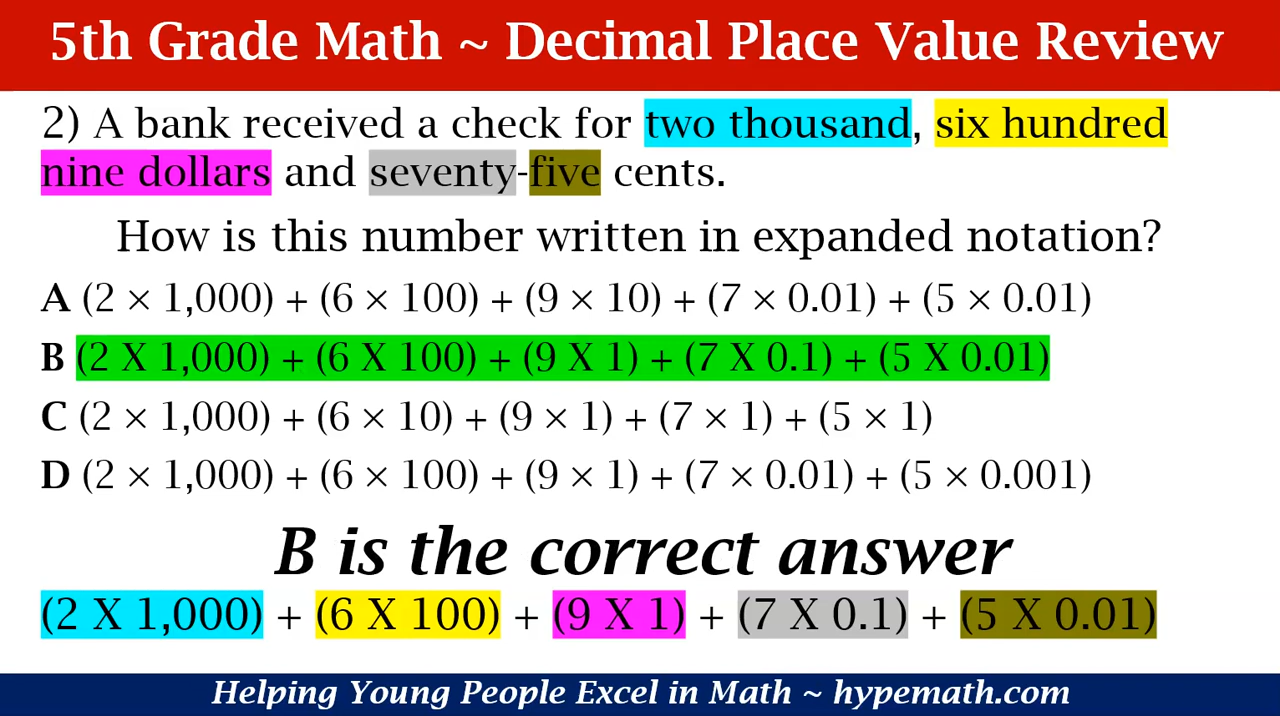 5th Grade Math ~ Decimal Place Value Review
2) A bank received a check for two thousand, six hundred
nine dollars and seventy-five cents.
How is this number written in expanded notation?
A (2 × 1,000) + (6 × 100) + (9 × 10) + (7 × 0.01) + (5 × 0.01)
B (2 X 1,000) + (6 X 100) + (9 X 1) + (7 X 0.1) + (5 X 0.01)
C (2 × 1,000) + (6 × 10) + (9 × 1) + (7 × 1) + (5 × 1)
D (2 × 1,000) + (6 × 100) + (9 × 1) + (7 × 0.01) + (5 × 0.001)
B is the correct answer
(2 X 1,000) + (6 X 100) + (9 X 1) + (7 X 0.1) + (5 X 0.01)
Helping Young People Excel in Math ~ hypemath.com